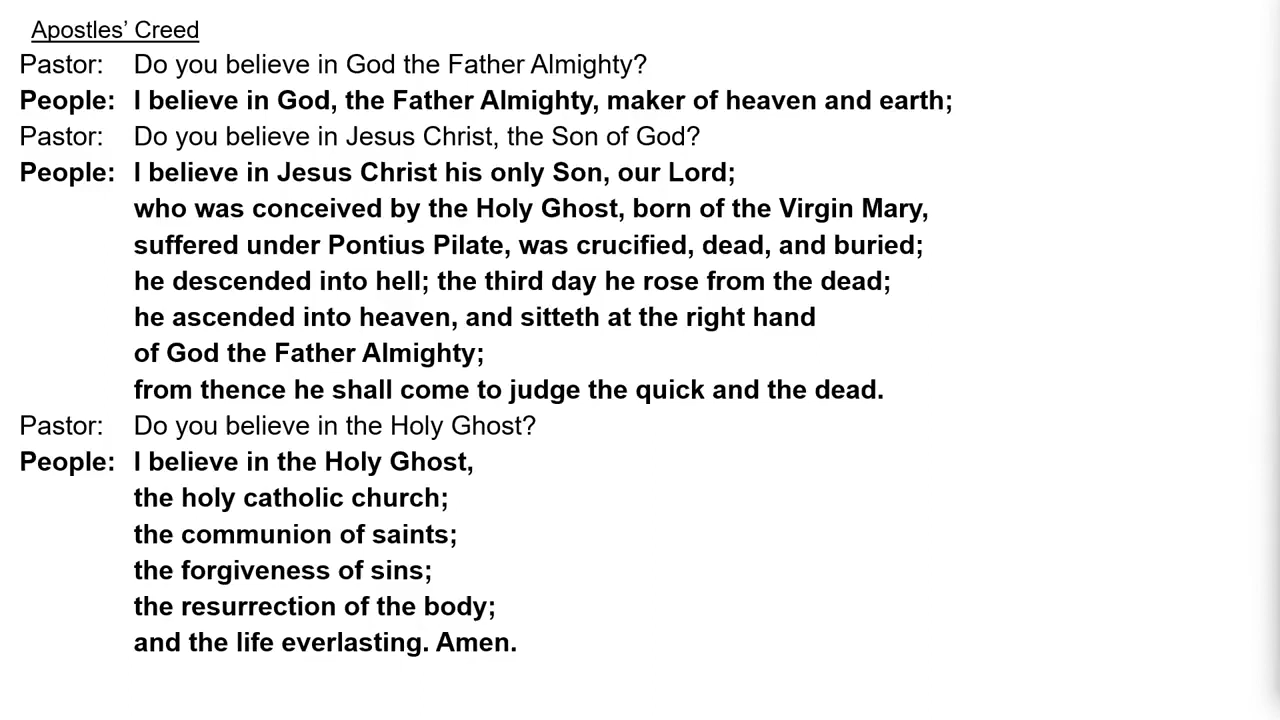 Apostles’ Creed
Pastor: Do you believe in God the Father Almighty?
People: I believe in God, the Father Almighty, maker of heaven and earth;
Pastor: Do you believe in Jesus Christ, the Son of God?
People: I believe in Jesus Christ his only Son, our Lord;
who was conceived by the Holy Ghost, born of the Virgin Mary,
suffered under Pontius Pilate, was crucified, dead, and buried;
he descended into hell; the third day he rose from the dead;
he ascended into heaven, and sitteth at the right hand
of God the Father Almighty;
from thence he shall come to judge the quick and the dead.
Pastor: Do you believe in the Holy Ghost?
People: I believe in the Holy Ghost,
the holy catholic church;
the communion of saints;
the forgiveness of sins;
the resurrection of the body;
and the life everlasting. Amen.